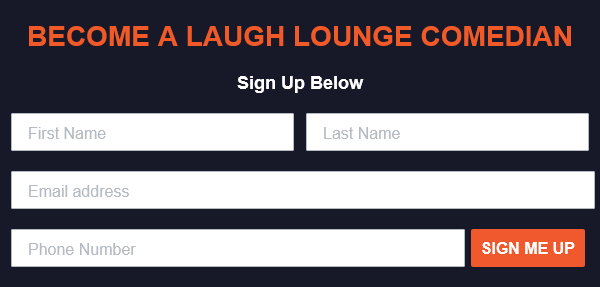 BECOME A LAUGH LOUNGE COMEDIAN
Sign Up Below
First Name Last Name
Email address
Phone Number SIGN ME UP